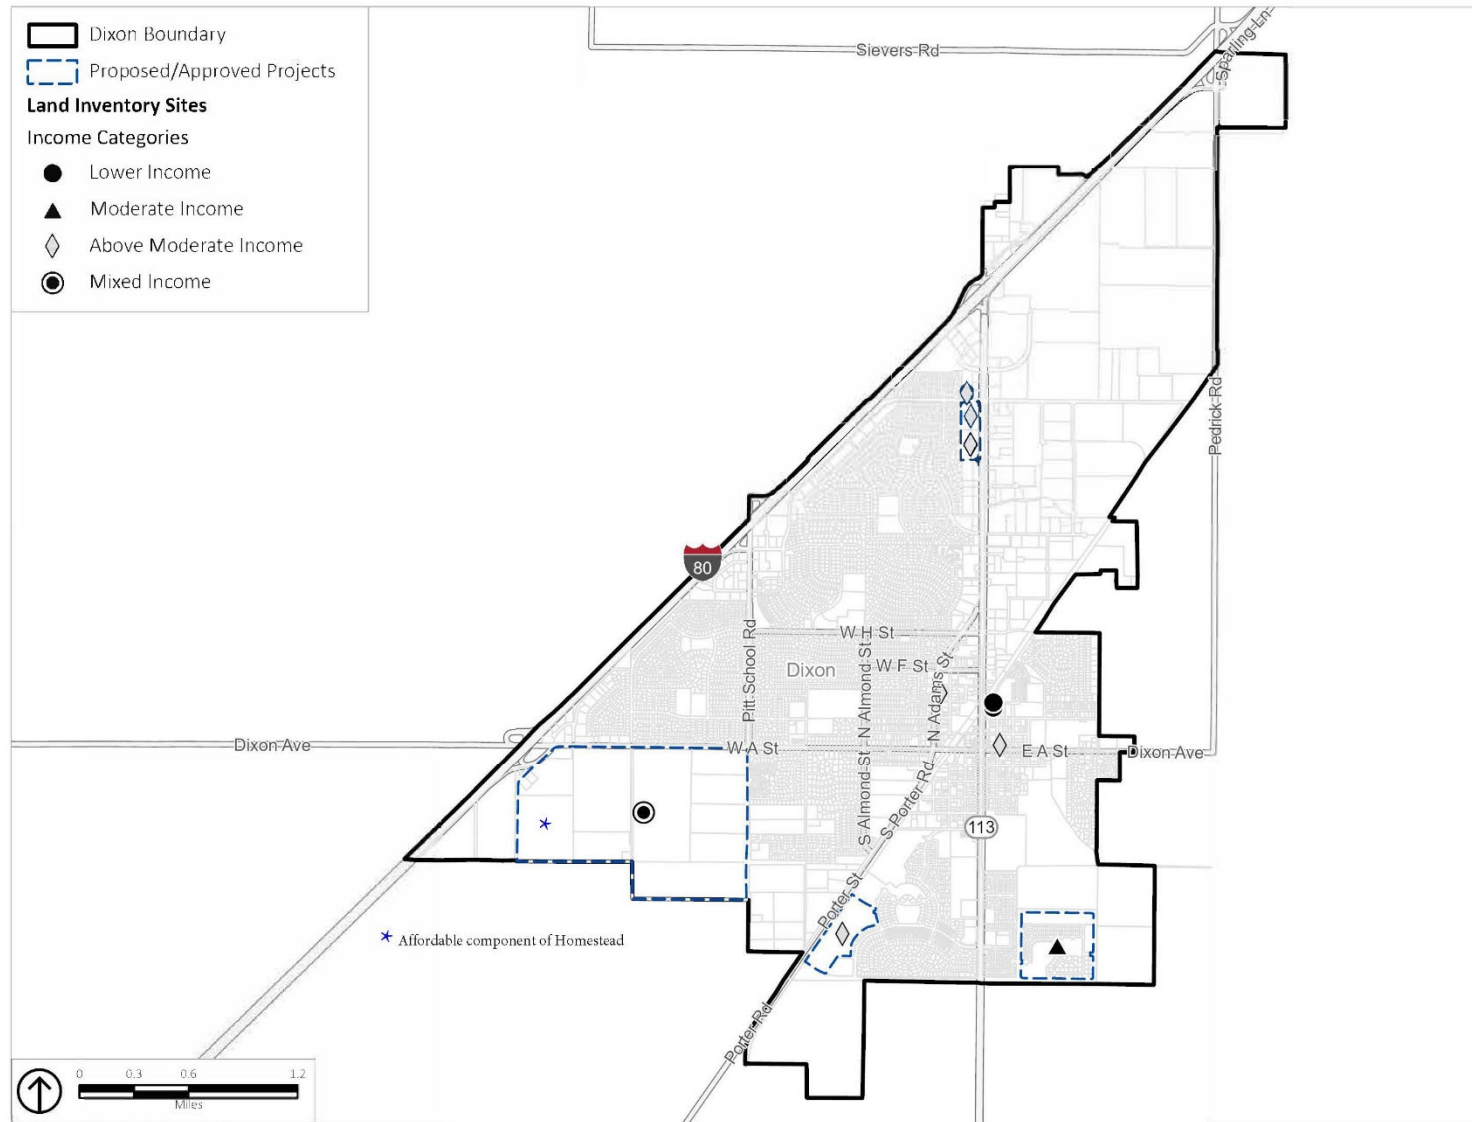 Dixon Boundary
Proposed/Approved Projects
Land Inventory Sites
Income Categories
Lower Income
Moderate Income
Above Moderate Income
Mixed Income
Sievers Rd
Sparling Ln
Pedrick Rd
80
W H St
Pitt School Rd
Dixon
W F St
N Almond St
N Adams St
Dixon Ave
W A St
E A St
Dixon Ave
S Almond St
S Porter Rd
113
Porter St
* Affordable component of Homestead
Porter Rd
0 0.3 0.6 1.2
Miles